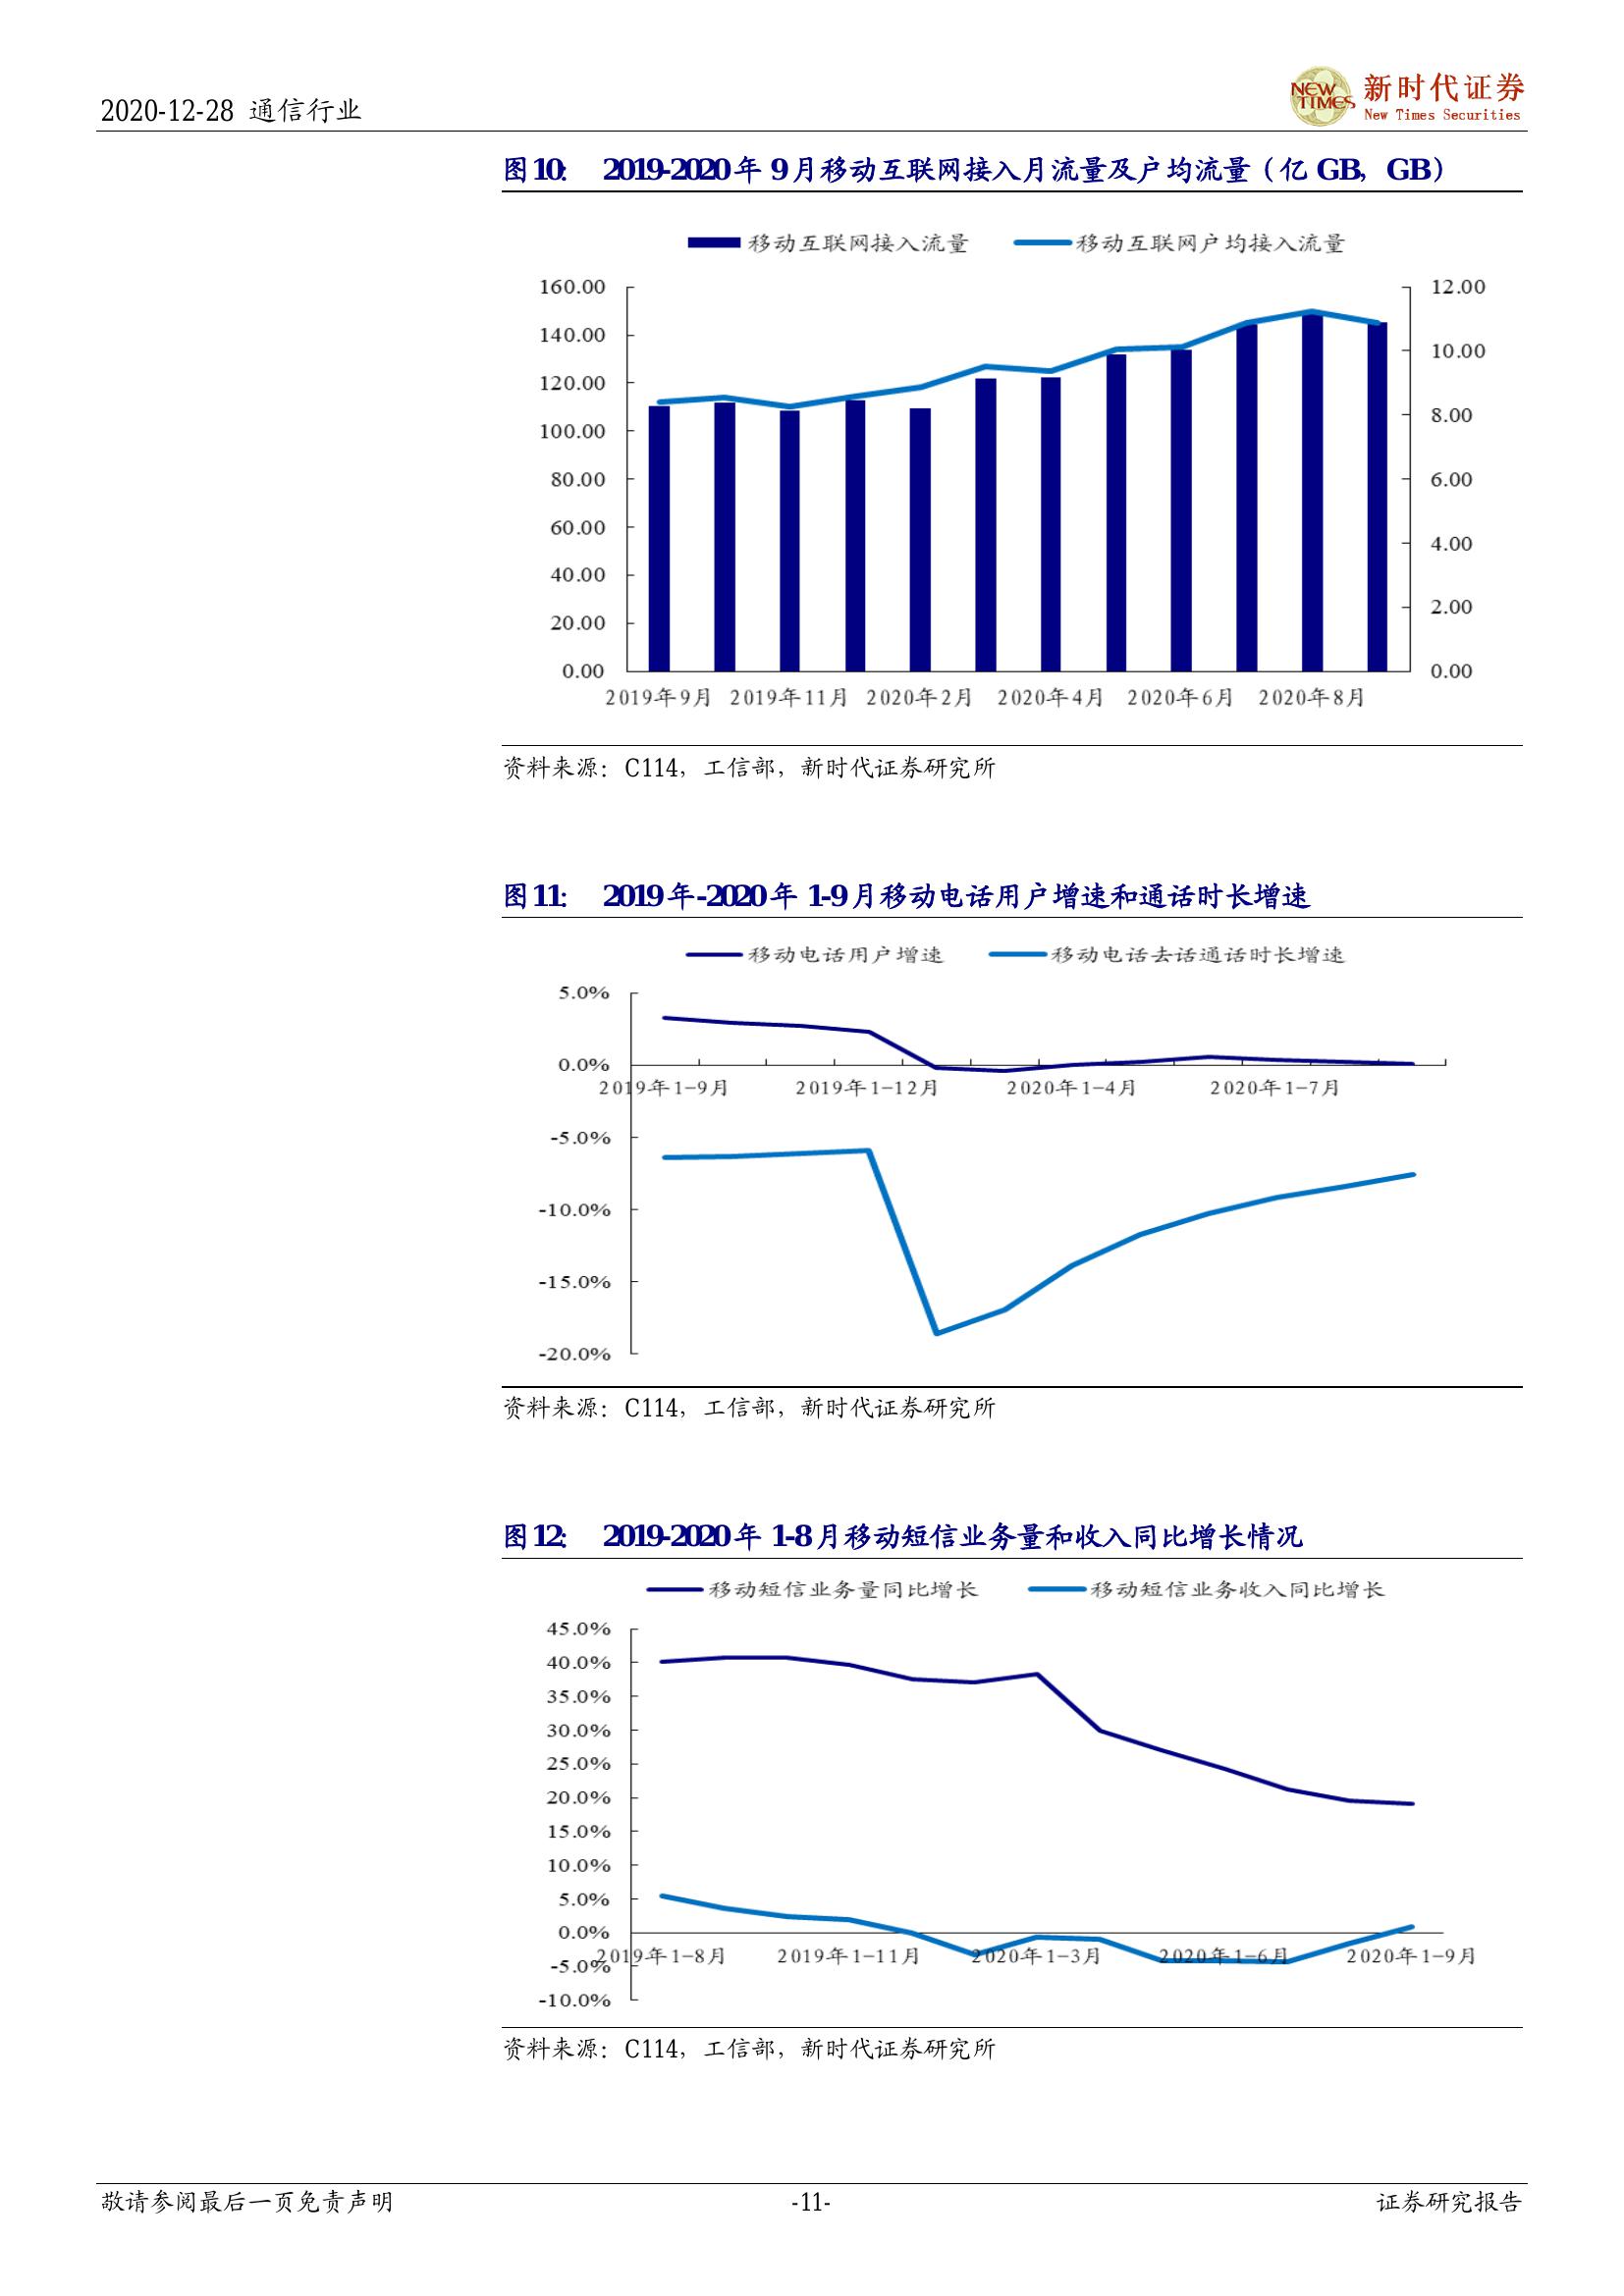 2020-12-28 通信行业
NEW TIMES 新时代证券
New Times Securities
图10: 2019-2020年9月移动互联网接入月流量及户均流量（亿GB，GB）
移动互联网接入流量 移动互联网户均接入流量
160.00 12.00
140.00
120.00 10.00
100.00 8.00
80.00 6.00
60.00
40.00 4.00
20.00 2.00
0.00 0.00
2019年9月 2019年11月 2020年2月 2020年4月 2020年6月 2020年8月
资料来源：C114，工信部，新时代证券研究所
图11: 2019年-2020年1-9月移动电话用户增速和通话时长增速
移动电话用户增速 移动电话去话通话时长增速
5.0%
0.0%
2019年1-9月 2019年1-12月 2020年1-4月 2020年1-7月
-5.0%
-10.0%
-15.0%
-20.0%
资料来源：C114，工信部，新时代证券研究所
图12: 2019-2020年1-8月移动短信业务量和收入同比增长情况
移动短信业务量同比增长 移动短信业务收入同比增长
45.0%
40.0%
35.0%
30.0%
25.0%
20.0%
15.0%
10.0%
5.0%
0.0%
2019年1-8月 2019年1-11月 2020年1-3月 2020年1-6月 2020年1-9月
-5.0%
-10.0%
资料来源：C114，工信部，新时代证券研究所
敬请参阅最后一页免责声明 -11- 证券研究报告